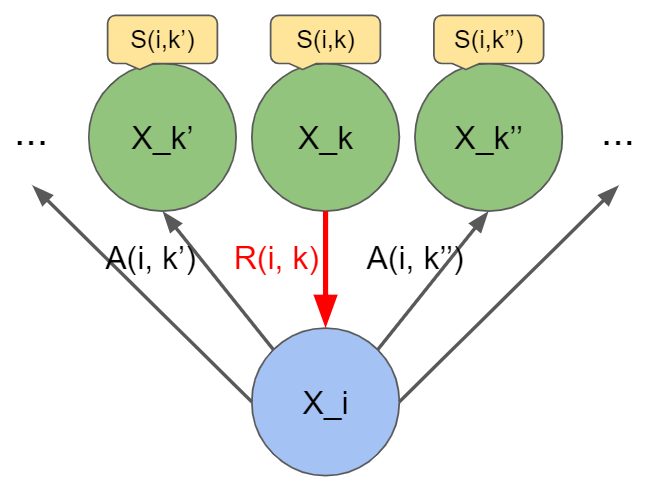 S(i,k’)
S(i,k)
S(i,k’’)
...
X_k’
X_k
X_k’’
...
A(i, k’)
R(i, k)
A(i, k’’)
X_i